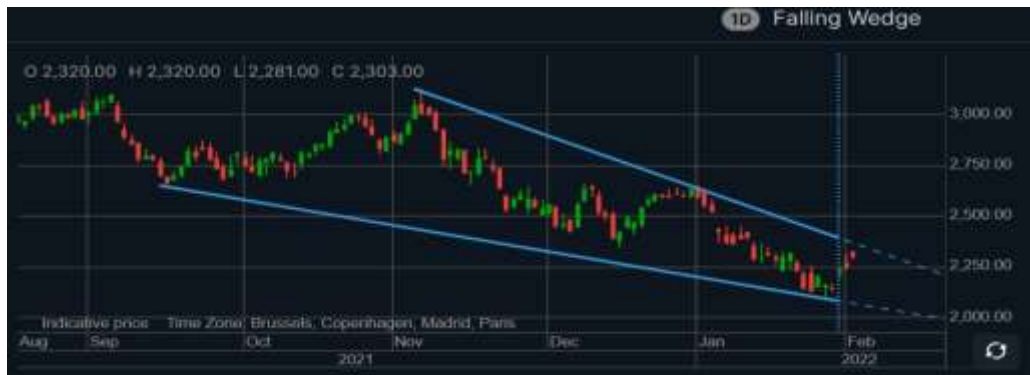 1D Falling Wedge
O 2,320.00 H 2,320.00 L 2,281.00 C 2,303.00
3,000.00
2,750.00
2,500.00
2,250.00
2,000.00
Indicative price Time Zone: Brussels, Copenhagen, Madrid, Paris
Aug Sep Oct Nov Dec Jan Feb
2021 2022